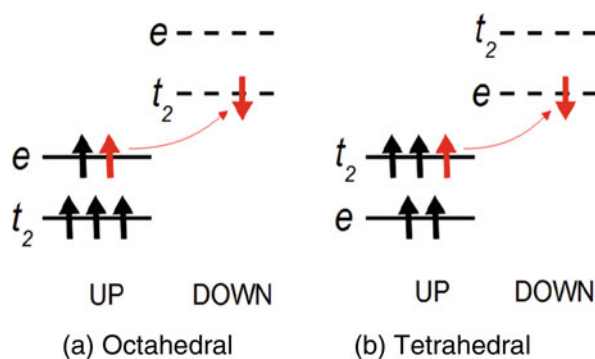 e
t₂
e
t₂
UP DOWN
(a) Octahedral
t₂
e
t₂
e
UP DOWN
(b) Tetrahedral